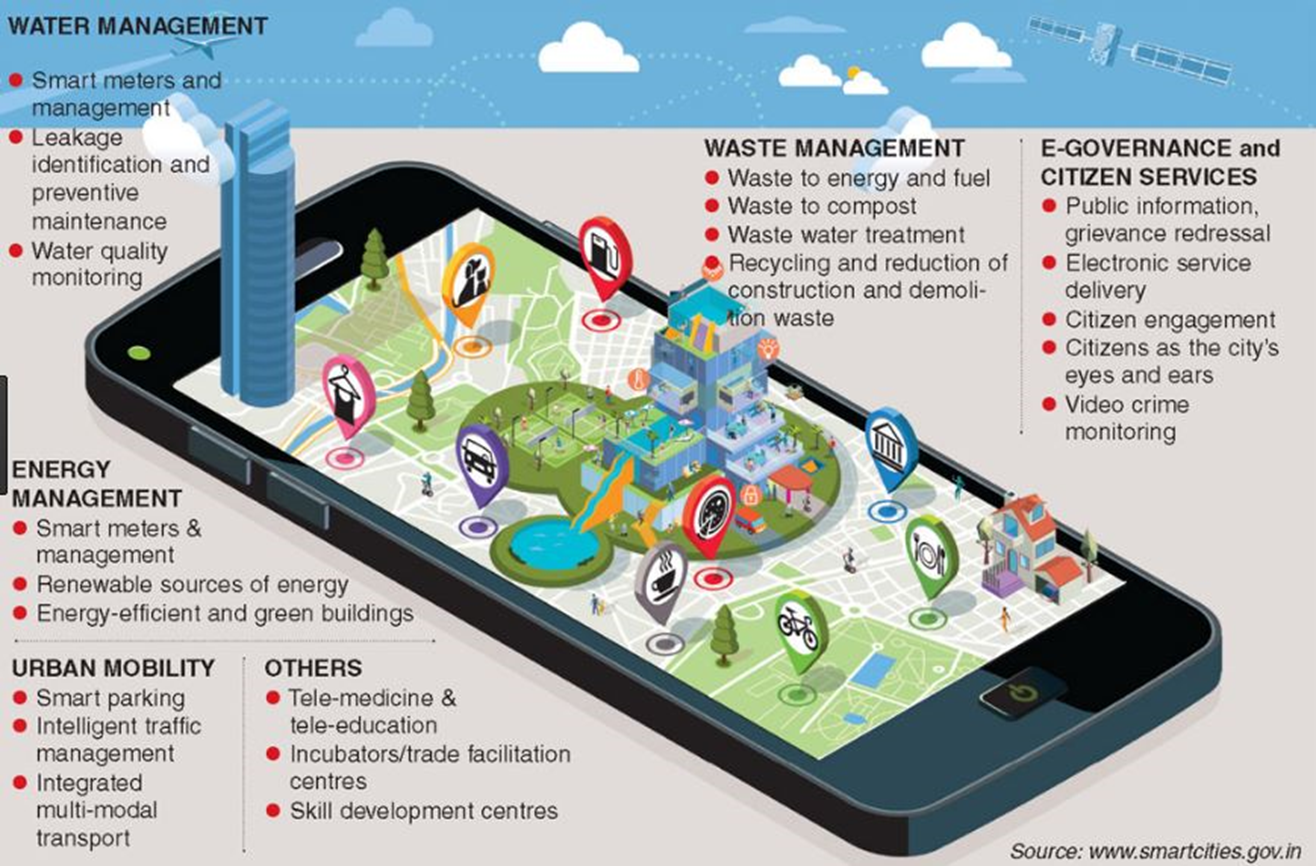 WATER MANAGEMENT
Smart meters and
management
Leakage
identification and
preventive
maintenance
Water quality
monitoring
WASTE MANAGEMENT
Waste to energy and fuel
Waste to compost
Waste water treatment
Recycling and reduction of
construction and demoli-
tion waste
E-GOVERNANCE and
CITIZEN SERVICES
Public information,
grievance redressal
Electronic service
delivery
Citizen engagement
Citizens as the city's
eyes and ears
Video crime
monitoring
ENERGY
MANAGEMENT
Smart meters &
management
Renewable sources of energy
Energy-efficient and green buildings
URBAN MOBILITY
Smart parking
Intelligent traffic
management
Integrated
multi-modal
transport
OTHERS
Tele-medicine &
tele-education
Incubators/trade facilitation
centres
Skill development centres
Source: www.smartcities.gov.in